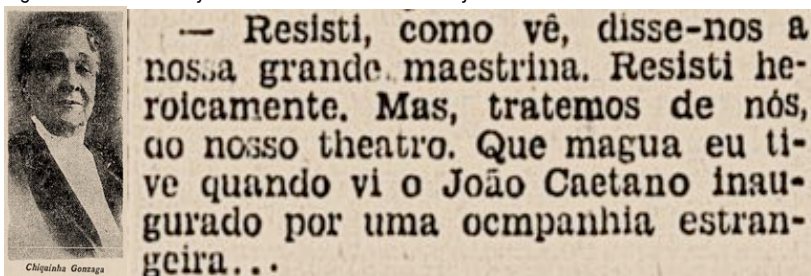 Chiquinha Gonzaga
— Resisti, como vê, disse-nos a
nossa grande maestrina. Resisti he-
roicamente. Mas, tratemos de nós,
do nosso theatro. Que magua eu ti-
ve quando vi o João Caetano inau-
gurado por uma ocmpanhia estran-
geira...